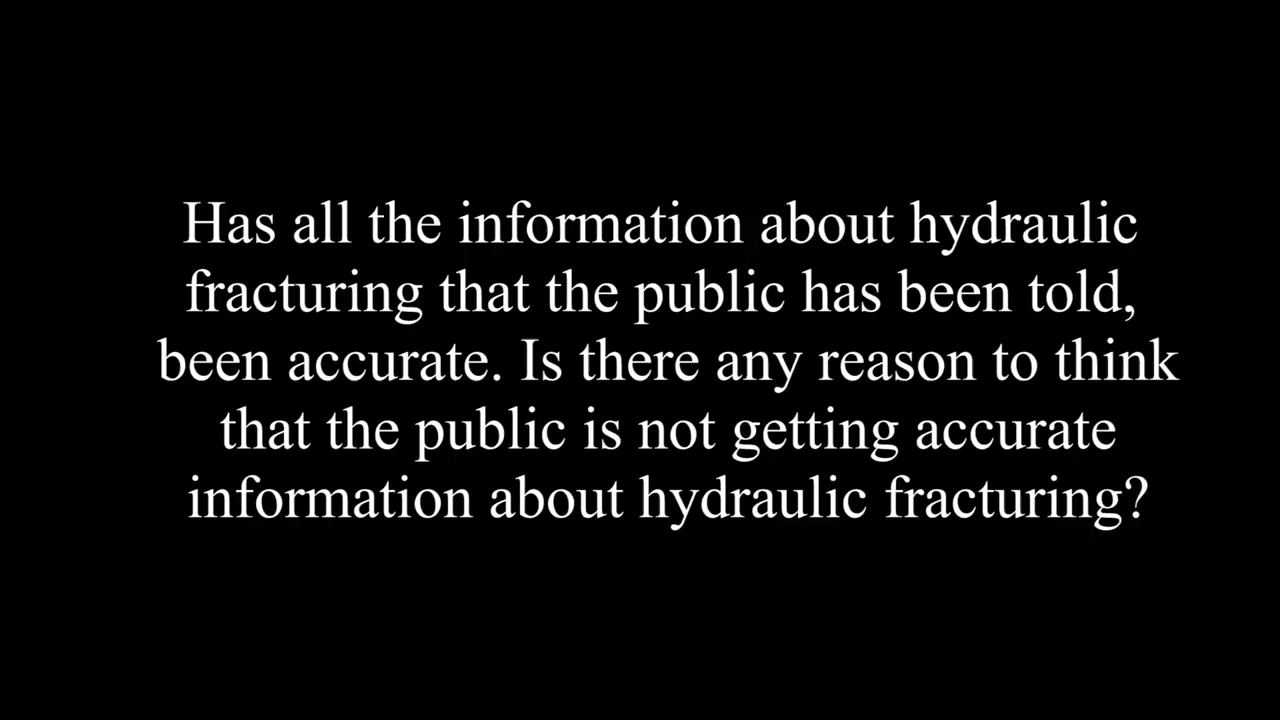 Has all the information about hydraulic
fracturing that the public has been told,
been accurate. Is there any reason to think
that the public is not getting accurate
information about hydraulic fracturing?